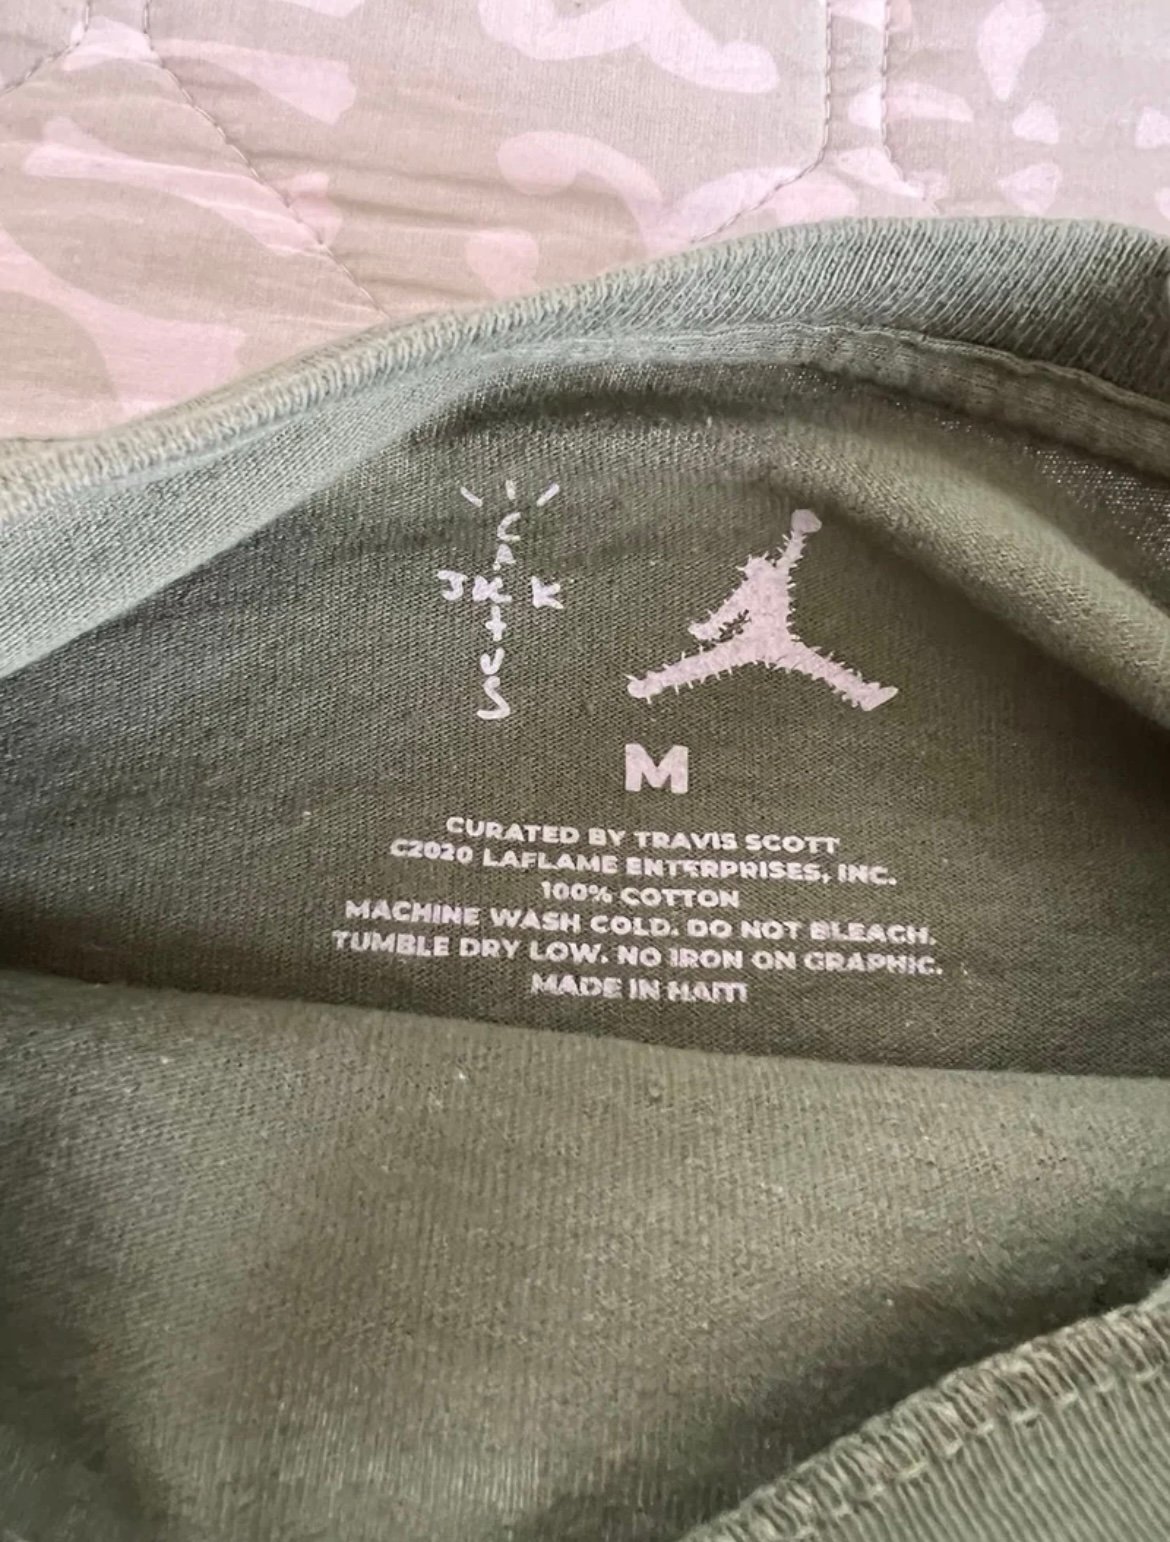 CACTUS
JACK
M
CURATED BY TRAVIS SCOTT
C2020 LAFLAME ENTERPRISES, INC.
100% COTTON
MACHINE WASH COLD. DO NOT BLEACH.
TUMBLE DRY LOW. NO IRON ON GRAPHIC.
MADE IN HAITI